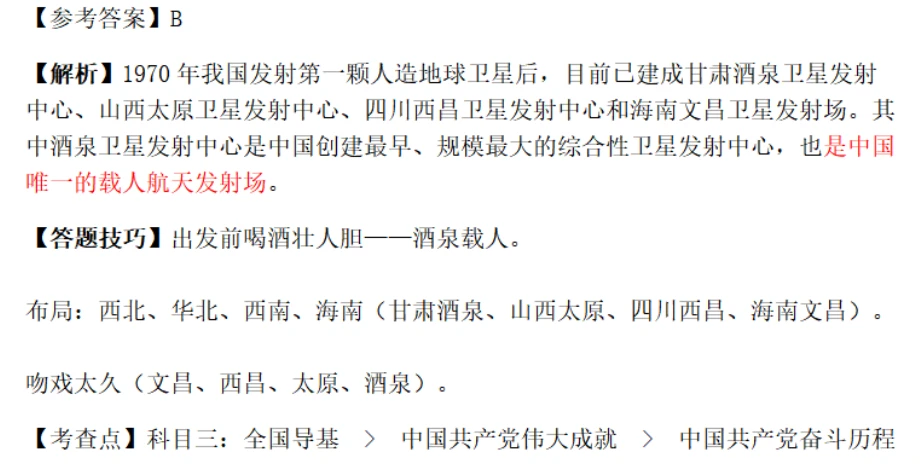 【参考答案】B
【解析】1970 年我国发射第一颗人造地球卫星后，目前已建成甘肃酒泉卫星发射
中心、山西太原卫星发射中心、四川西昌卫星发射中心和海南文昌卫星发射场。其
中酒泉卫星发射中心是中国创建最早、规模最大的综合性卫星发射中心，也是中国
唯一的载人航天发射场。
【答题技巧】出发前喝酒壮人胆——酒泉载人。
布局：西北、华北、西南、海南（甘肃酒泉、山西太原、四川西昌、海南文昌）。
吻戏太久（文昌、西昌、太原、酒泉）。
【考查点】科目三：全国导基 > 中国共产党伟大成就 > 中国共产党奋斗历程